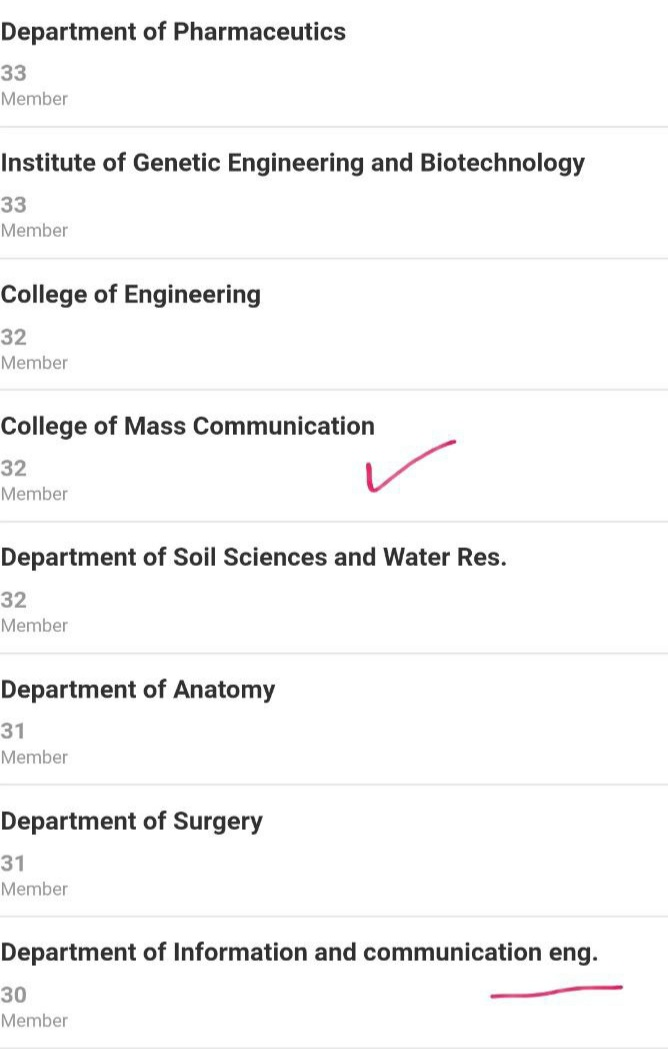 Department of Pharmaceutics
33
Member
Institute of Genetic Engineering and Biotechnology
33
Member
College of Engineering
32
Member
College of Mass Communication
32
Member
Department of Soil Sciences and Water Res.
32
Member
Department of Anatomy
31
Member
Department of Surgery
31
Member
Department of Information and communication eng.
30
Member